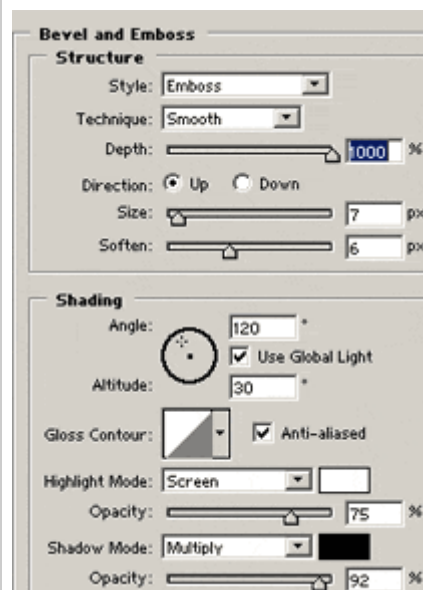 Bevel and Emboss
Structure
Style: Emboss
Technique: Smooth
Depth: 1000 %
Direction: Up Down
Size: 7 px
Soften: 6 px
Shading
Angle: 120 °
Use Global Light
Altitude: 30 °
Gloss Contour: Anti-aliased
Highlight Mode: Screen
Opacity: 75 %
Shadow Mode: Multiply
Opacity: 92 %